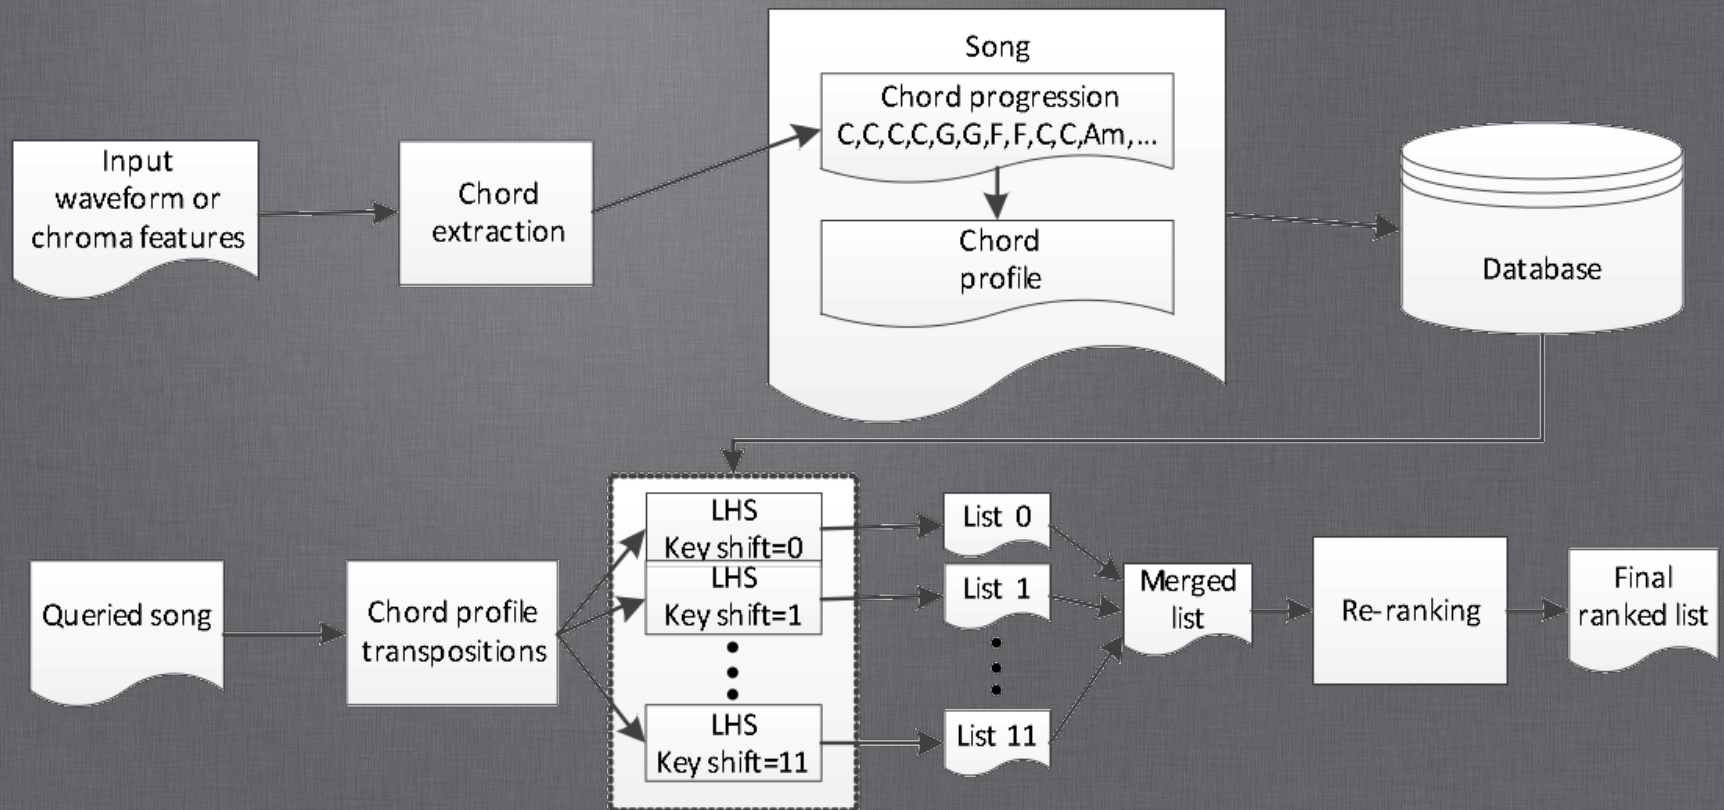 Song
Chord progression
C,C,C,C,G,G,F,F,C,C,Am,...
Input
waveform or
chroma features
Chord
extraction
Chord
profile
Database
LHS
Key shift=0
LHS
Key shift=1
LHS
Key shift=11
List 0
List 1
List 11
Queried song
Chord profile
transpositions
Merged
list
Re-ranking
Final
ranked list